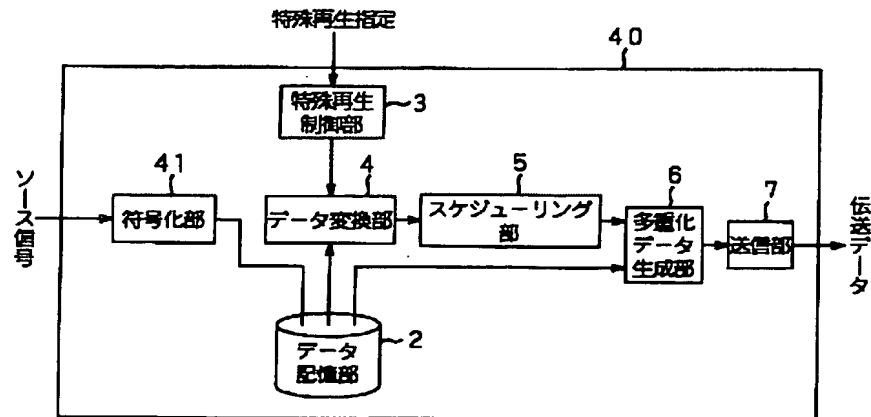 特殊再生指定
40
特殊再生
制御部
3
ソース信号
41
符号化部
4
データ変換部
5
スケジューリング
部
6
多重化
データ
生成部
7
送信部
伝送データ
データ
記憶部
2